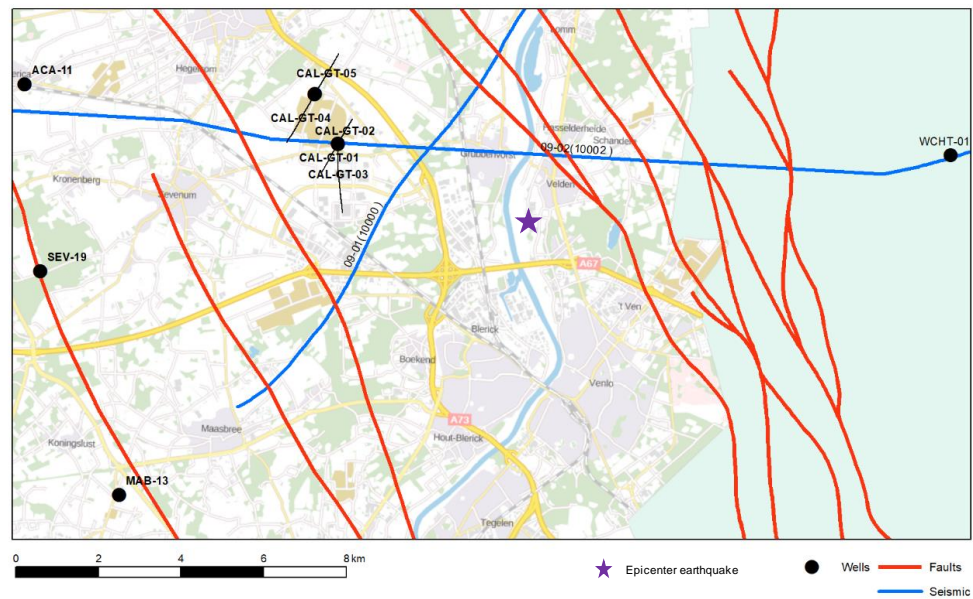 Lomm
ACA-11
Hegelsom
CAL-GT-05
CAL-GT-04
CAL-GT-02
Hasselderheide
Schandelo
WCHT-01
09-02(10002)
Grubbenvorst
CAL-GT-01
CAL-GT-03
Kronenberg
Sevenum
Velden
09-01(10000)
SEV-19
A67
't Ven
Blerick
Boekend
Venlo
A73
Maasbree
Hout-Blerick
Koningslust
MAB-13
Tegelen
0 2 4 6 8 km
Epicenter earthquake
Wells
Faults
Seismic